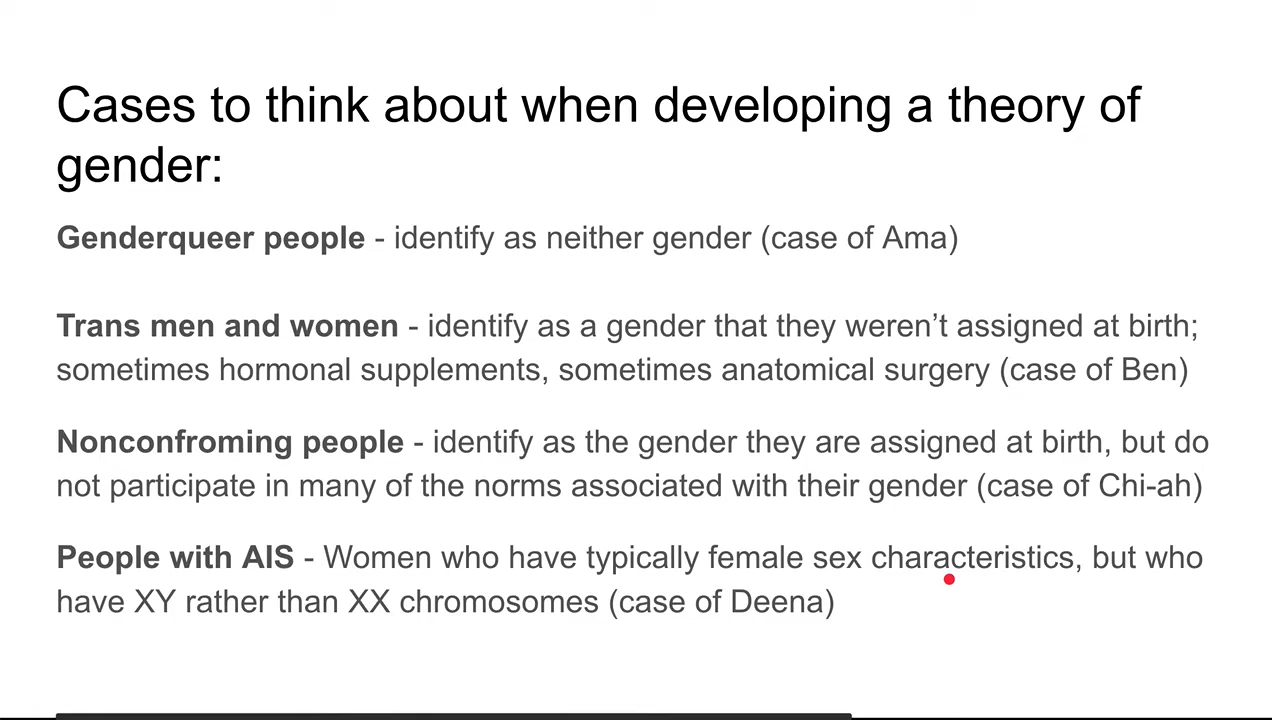 Cases to think about when developing a theory of
gender:
Genderqueer people - identify as neither gender (case of Ama)
Trans men and women - identify as a gender that they weren’t assigned at birth;
sometimes hormonal supplements, sometimes anatomical surgery (case of Ben)
Nonconfroming people - identify as the gender they are assigned at birth, but do
not participate in many of the norms associated with their gender (case of Chi-ah)
People with AIS - Women who have typically female sex characteristics, but who
have XY rather than XX chromosomes (case of Deena)